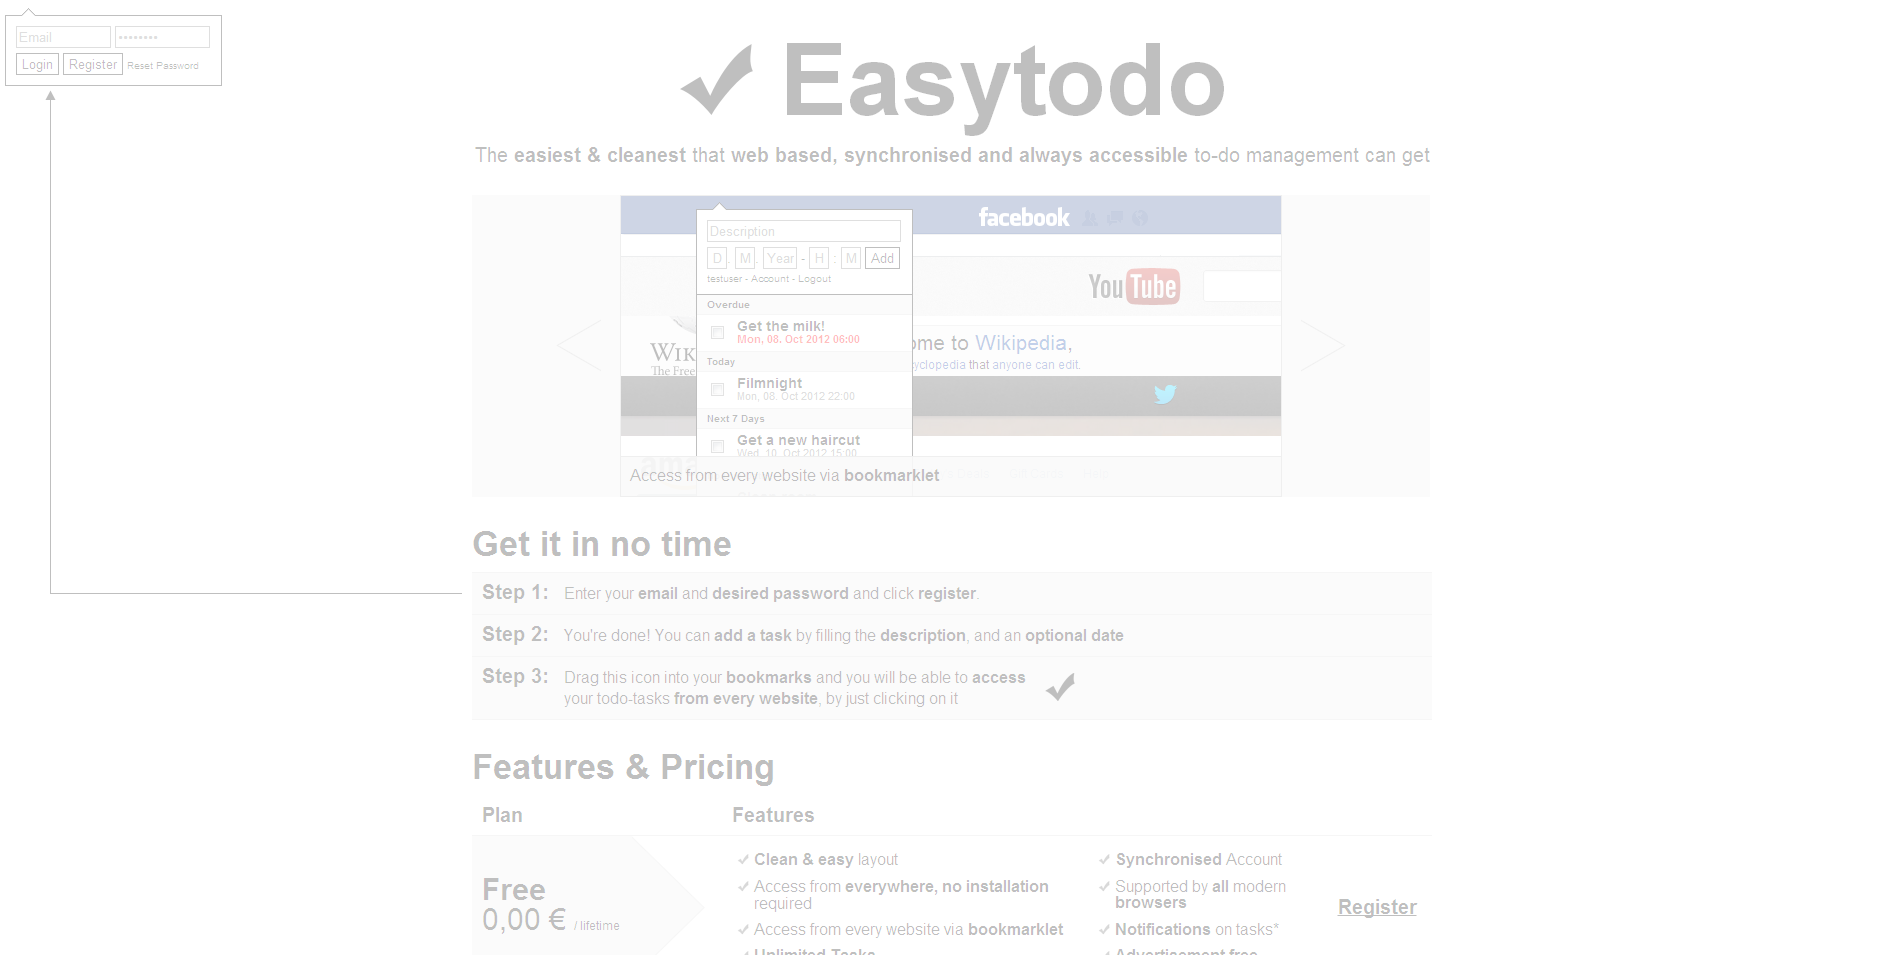 Email ••••••••
Login Register Reset Password
Easytodo
The easiest & cleanest that web based, synchronised and always accessible to-do management can get
facebook
Description
D . M . Year - H : M Add
testuser - Account - Logout
YouTube
Overdue
Get the milk!
Mon, 08. Oct 2012 06:00
WIK
The Free
ome to Wikipedia,
cyclopedia that anyone can edit.
Today
Filmnight
Mon, 08. Oct 2012 22:00
Next 7 Days
Get a new haircut
Wed, 10. Oct 2012 15:00
Access from every website via bookmarklet
Get it in no time
Step 1: Enter your email and desired password and click register.
Step 2: You're done! You can add a task by filling the description, and an optional date
Step 3: Drag this icon into your bookmarks and you will be able to access
your todo-tasks from every website, by just clicking on it
Features & Pricing
Plan Features
Free
0,00 € / lifetime
Clean & easy layout
Access from everywhere, no installation
required
Access from every website via bookmarklet
Unlimited Tasks
Synchronised Account
Supported by all modern
browsers
Notifications on tasks*
Advertisement free
Register